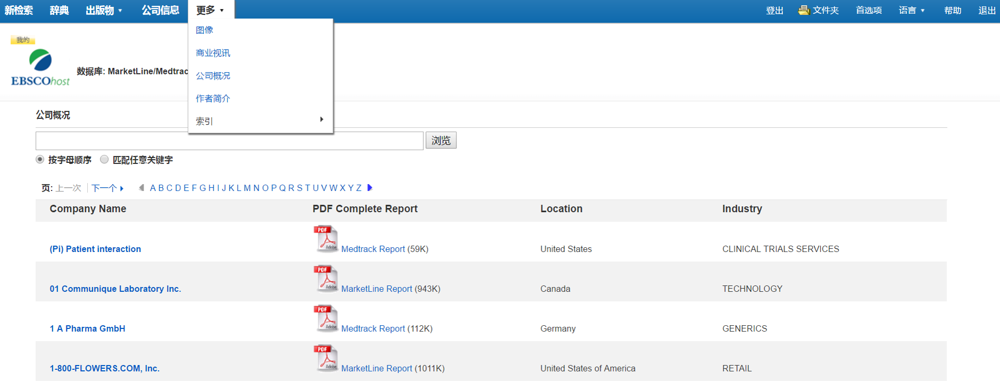 新检索 辞典 出版物 公司信息 更多 登出 文件夹 首选项 语言 帮助 退出
图像
商业视讯
公司概况
作者简介
索引
我的
EBSCOhost
数据库: MarketLine/Medtrac
公司概况
浏览
按字母顺序 匹配任意关键字
页: 上一次 下一个 A B C D E F G H I J K L M N O P Q R S T U V W X Y Z
Company Name PDF Complete Report Location Industry
(Pi) Patient interaction PDF Adobe Medtrack Report (59K) United States CLINICAL TRIALS SERVICES
01 Communique Laboratory Inc. PDF Adobe MarketLine Report (943K) Canada TECHNOLOGY
1 A Pharma GmbH PDF Adobe Medtrack Report (112K) Germany GENERICS
1-800-FLOWERS.COM, Inc. PDF Adobe MarketLine Report (1011K) United States of America RETAIL